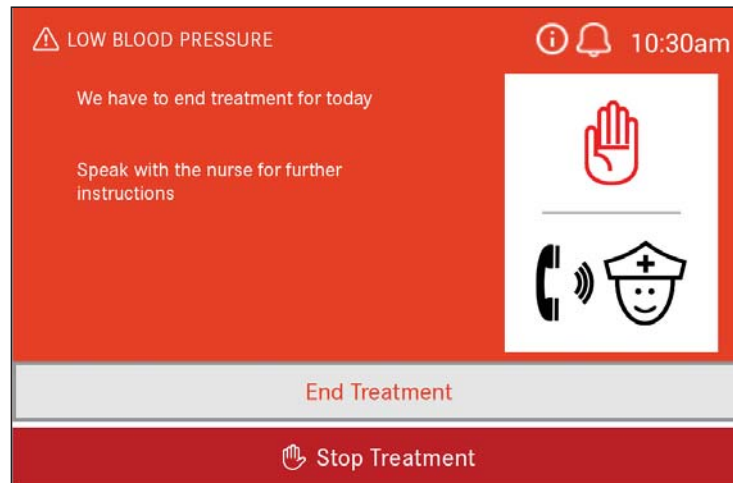 LOW BLOOD PRESSURE
10:30am
We have to end treatment for today
Speak with the nurse for further
instructions
End Treatment
Stop Treatment